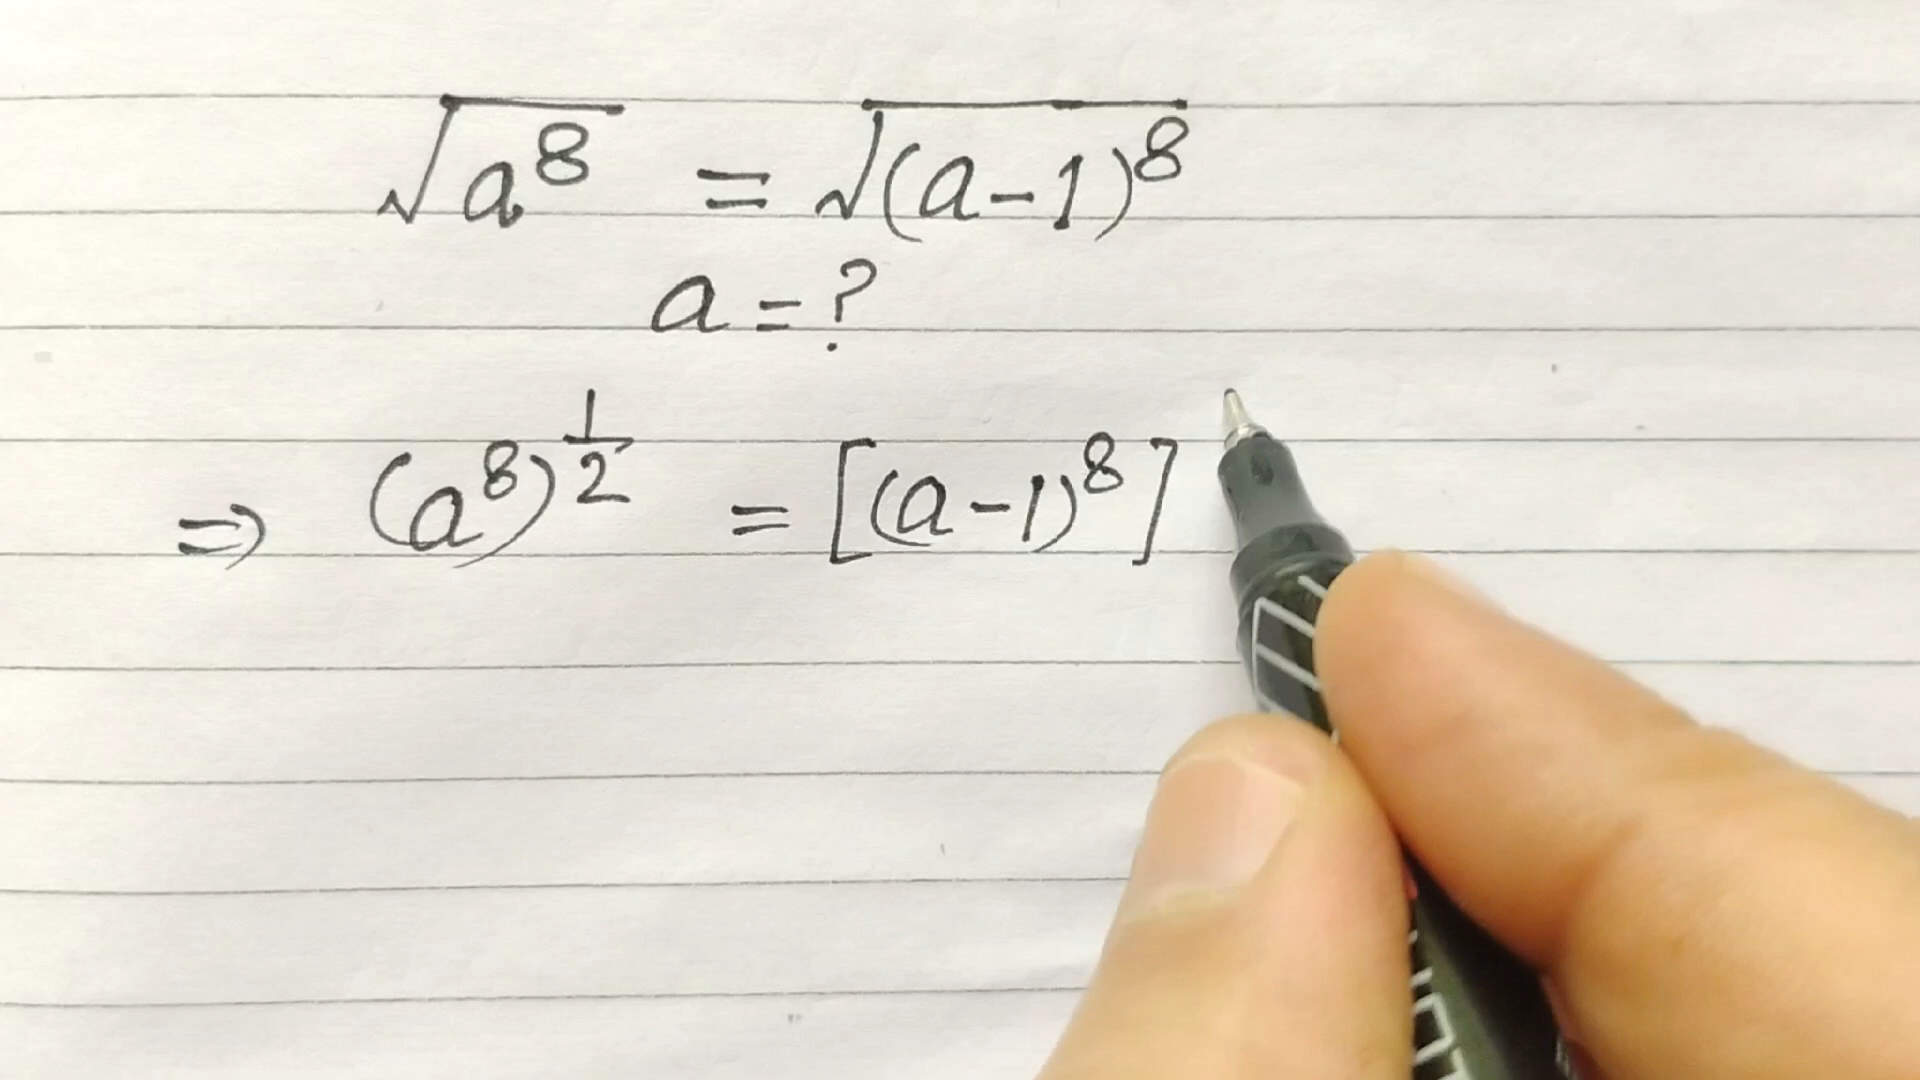 √a⁸ = √(a-1)⁸
a = ?
⇒ (a⁸)^1/2 = [(a-1)⁸]